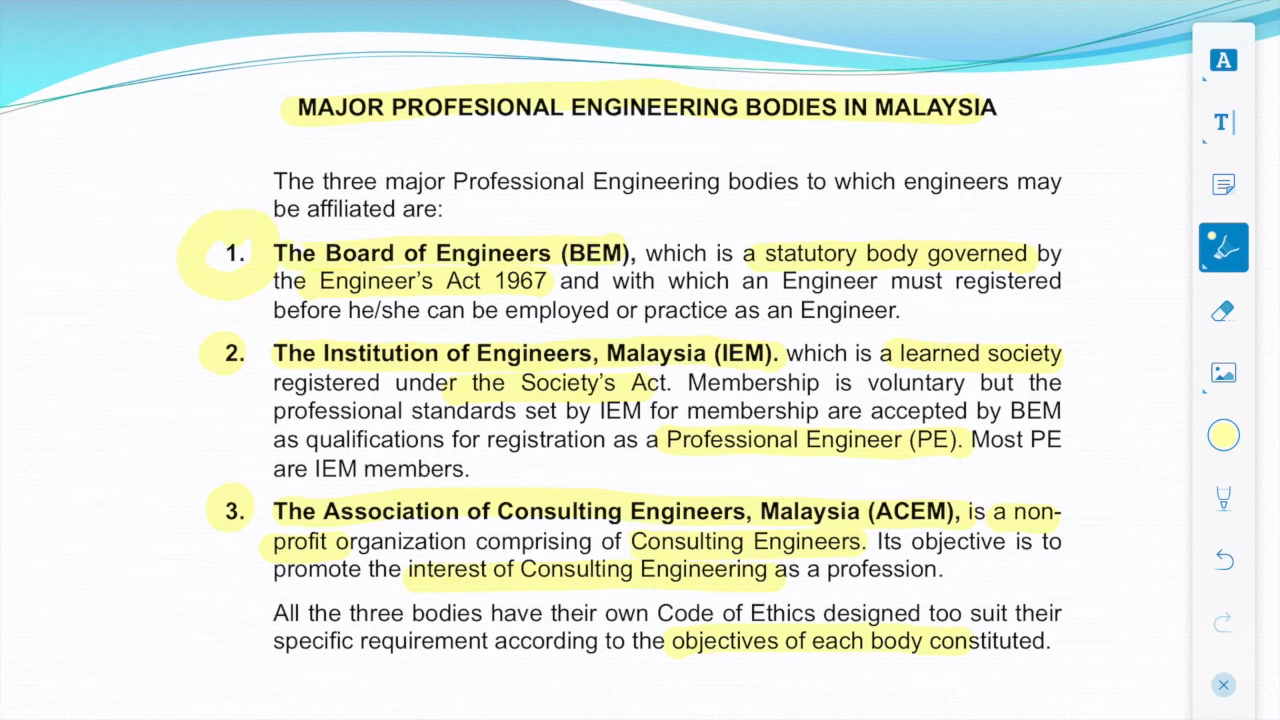 MAJOR PROFESIONAL ENGINEERING BODIES IN MALAYSIA
The three major Professional Engineering bodies to which engineers may
be affiliated are:
1. The Board of Engineers (BEM), which is a statutory body governed by
the Engineer’s Act 1967 and with which an Engineer must registered
before he/she can be employed or practice as an Engineer.
2. The Institution of Engineers, Malaysia (IEM). which is a learned society
registered under the Society’s Act. Membership is voluntary but the
professional standards set by IEM for membership are accepted by BEM
as qualifications for registration as a Professional Engineer (PE). Most PE
are IEM members.
3. The Association of Consulting Engineers, Malaysia (ACEM), is a non-
profit organization comprising of Consulting Engineers. Its objective is to
promote the interest of Consulting Engineering as a profession.
All the three bodies have their own Code of Ethics designed too suit their
specific requirement according to the objectives of each body constituted.
A
T